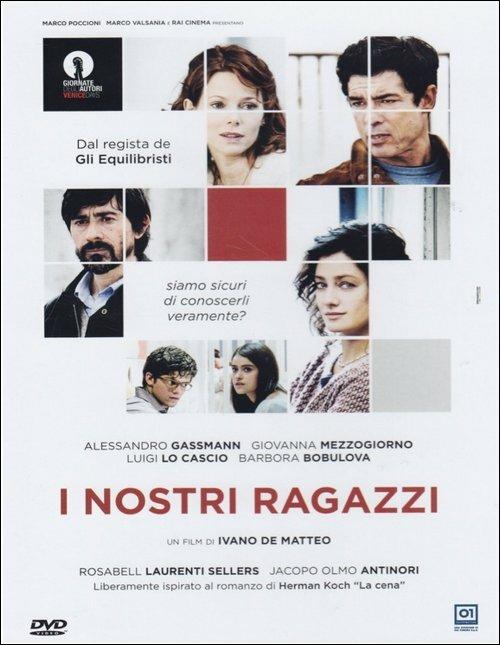 MARCO POCCIONI MARCO VALSANIA E RAI CINEMA PRESENTANO
GIORNATE
DEGLI AUTORI
VENICE DAYS
Dal regista de
Gli Equilibristi
siamo sicuri
di conoscerli
veramente?
ALESSANDRO GASSMANN GIOVANNA MEZZOGIORNO
LUIGI LO CASCIO BARBORA BOBULOVA
I NOSTRI RAGAZZI
UN FILM DI IVANO DE MATTEO
ROSABELL LAURENTI SELLERS JACOPO OLMO ANTINORI
Liberamente ispirato al romanzo di Herman Koch “La cena”
DVD
VIDEO
01